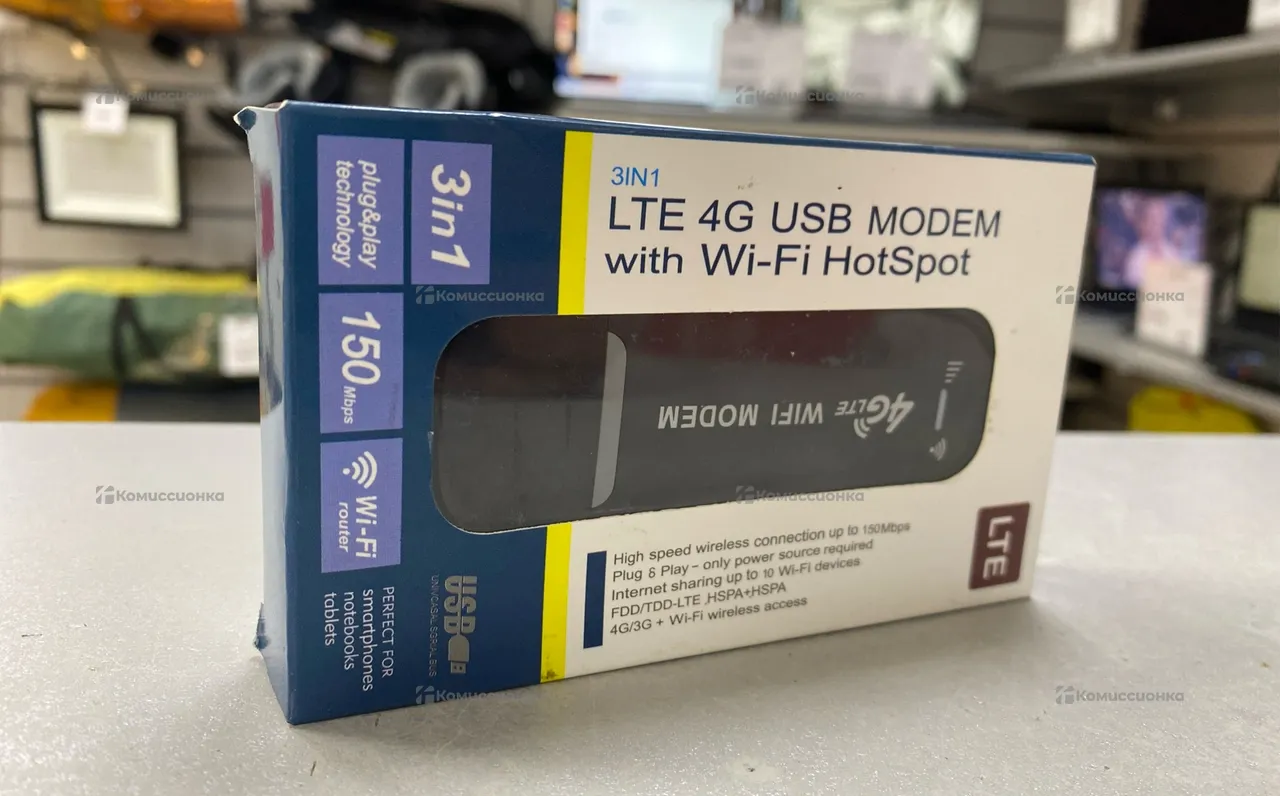 3IN1
LTE 4G USB MODEM
with Wi-Fi HotSpot
3in1
plug&play
technology
150 Mbps
Wi-Fi
router
PERFECT FOR
smartphones
notebooks
tablets
USB
UNIVCASAL SGRIAL BUS
4G LTE WIFI MODEM
High speed wireless connection up to 150Mbps
Plug & Play – only power source required
Internet sharing up to 10 Wi-Fi devices
FDD/TDD-LTE ,HSPA+HSPA
4G/3G + Wi-Fi wireless access
LTE
Комиссионка
Комиссионка
Комиссионка
Комиссионка
Комиссионка
Комиссионка
Комиссионка
Комиссионка